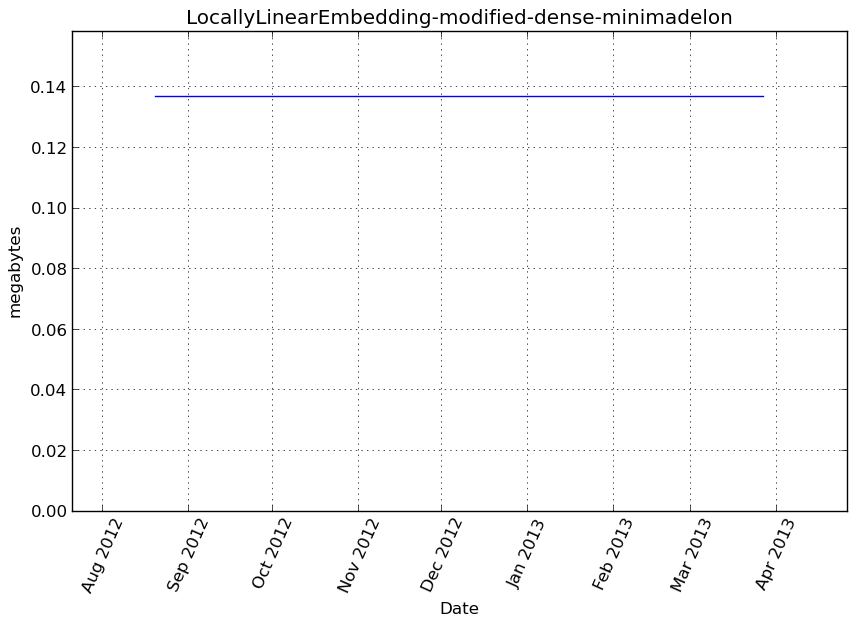 LocallyLinearEmbedding-modified-dense-minimadelon
megabytes
0.14
0.12
0.10
0.08
0.06
0.04
0.02
0.00
Aug 2012
Sep 2012
Oct 2012
Nov 2012
Dec 2012
Jan 2013
Feb 2013
Mar 2013
Apr 2013
Date